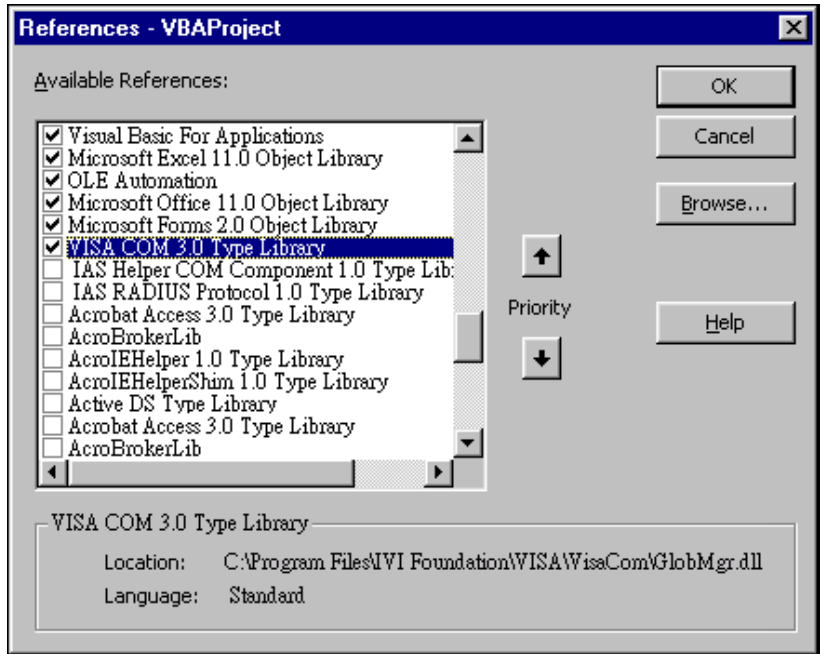 References - VBAProject
Available References:
Visual Basic For Applications
Microsoft Excel 11.0 Object Library
OLE Automation
Microsoft Office 11.0 Object Library
Microsoft Forms 2.0 Object Library
VISA COM 3.0 Type Library
IAS Helper COM Component 1.0 Type Lib
IAS RADIUS Protocol 1.0 Type Library
Acrobat Access 3.0 Type Library
AcroBrokerLib
AcroIEHelper 1.0 Type Library
AcroIEHelperShim 1.0 Type Library
Active DS Type Library
Acrobat Access 3.0 Type Library
AcroBrokerLib
Priority
OK
Cancel
Browse...
Help
VISA COM 3.0 Type Library
Location: C:\Program Files\IVI Foundation\VISA\VisaCom\GlobMgr.dll
Language: Standard